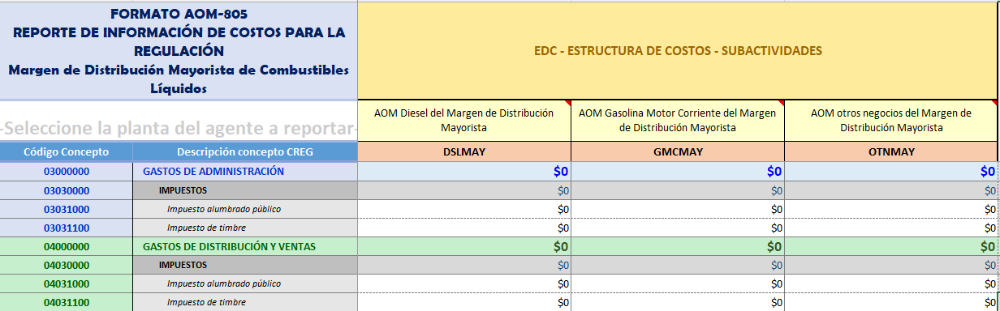 FORMATO AOM-805
REPORTE DE INFORMACIÓN DE COSTOS PARA LA
REGULACIÓN
Margen de Distribución Mayorista de Combustibles
Líquidos
EDC - ESTRUCTURA DE COSTOS - SUBACTIVIDADES
-Seleccione la planta del agente a reportar-
AOM Diesel del Margen de Distribución
Mayorista
AOM Gasolina Motor Corriente del Margen
de Distribución Mayorista
AOM otros negocios del Margen de
Distribución Mayorista
Código Concepto Descripción concepto CREG DSLMAY GMCMAY OTNMAY
03000000 GASTOS DE ADMINISTRACIÓN $0 $0 $0
03030000 IMPUESTOS $0 $0 $0
03031000 Impuesto alumbrado público $0 $0 $0
03031100 Impuesto de timbre $0 $0 $0
04000000 GASTOS DE DISTRIBUCIÓN Y VENTAS $0 $0 $0
04030000 IMPUESTOS $0 $0 $0
04031000 Impuesto alumbrado público $0 $0 $0
04031100 Impuesto de timbre $0 $0 $0